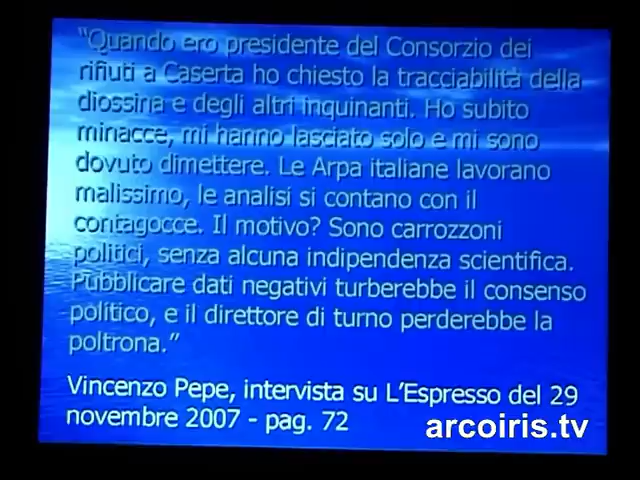 “Quando ero presidente del Consorzio dei
rifiuti a Caserta ho chiesto la tracciabilità della
diossina e degli altri inquinanti. Ho subito
minacce, mi hanno lasciato solo e mi sono
dovuto dimettere. Le Arpa italiane lavorano
malissimo, le analisi si contano con il
contagocce. Il motivo? Sono carrozzoni
politici, senza alcuna indipendenza scientifica.
Pubblicare dati negativi turberebbe il consenso
politico, e il direttore di turno perderebbe la
poltrona.”
Vincenzo Pepe, intervista su L’Espresso del 29
novembre 2007 - pag. 72
arcoiris.tv